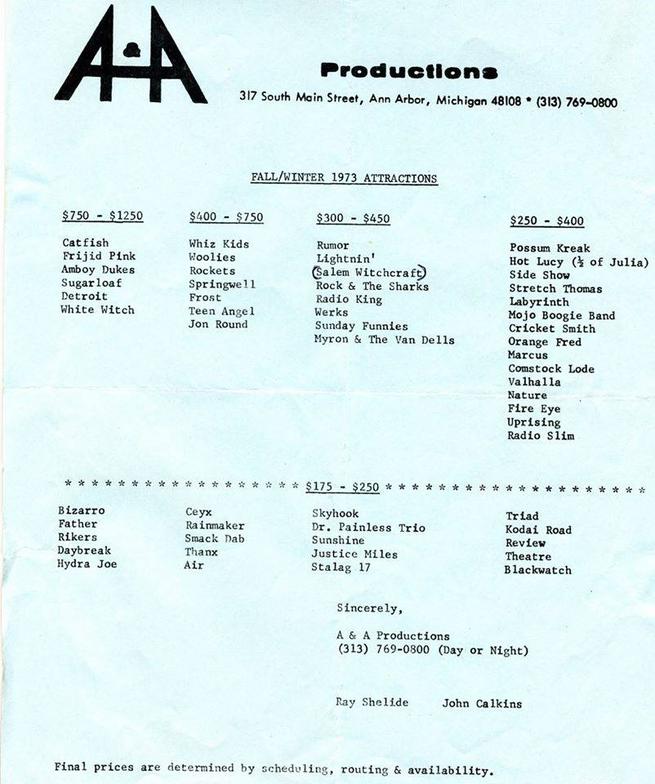 A & A
Productions
317 South Main Street, Ann Arbor, Michigan 48108 * (313) 769-0800
FALL/WINTER 1973 ATTRACTIONS
$750 - $1250
Catfish
Frijid Pink
Amboy Dukes
Sugarloaf
Detroit
White Witch
$400 - $750
Whiz Kids
Woolies
Rockets
Springwell
Frost
Teen Angel
Jon Round
$300 - $450
Rumor
Lightnin'
Salem Witchcraft
Rock & The Sharks
Radio King
Werks
Sunday Funnies
Myron & The Van Dells
$250 - $400
Possum Kreak
Hot Lucy (½ of Julia)
Side Show
Stretch Thomas
Labyrinth
Mojo Boogie Band
Cricket Smith
Orange Fred
Marcus
Comstock Lode
Valhalla
Nature
Fire Eye
Uprising
Radio Slim
* * * * * * * * * * * * * * * * * * $175 - $250 * * * * * * * * * * * * * * * * * * * *
Bizarro
Father
Rikers
Daybreak
Hydra Joe
Ceyx
Rainmaker
Smack Dab
Thanx
Air
Skyhook
Dr. Painless Trio
Sunshine
Justice Miles
Stalag 17
Triad
Kodai Road
Review
Theatre
Blackwatch
Sincerely,
A & A Productions
(313) 769-0800 (Day or Night)
Ray Shelide John Calkins
Final prices are determined by scheduling, routing & availability.